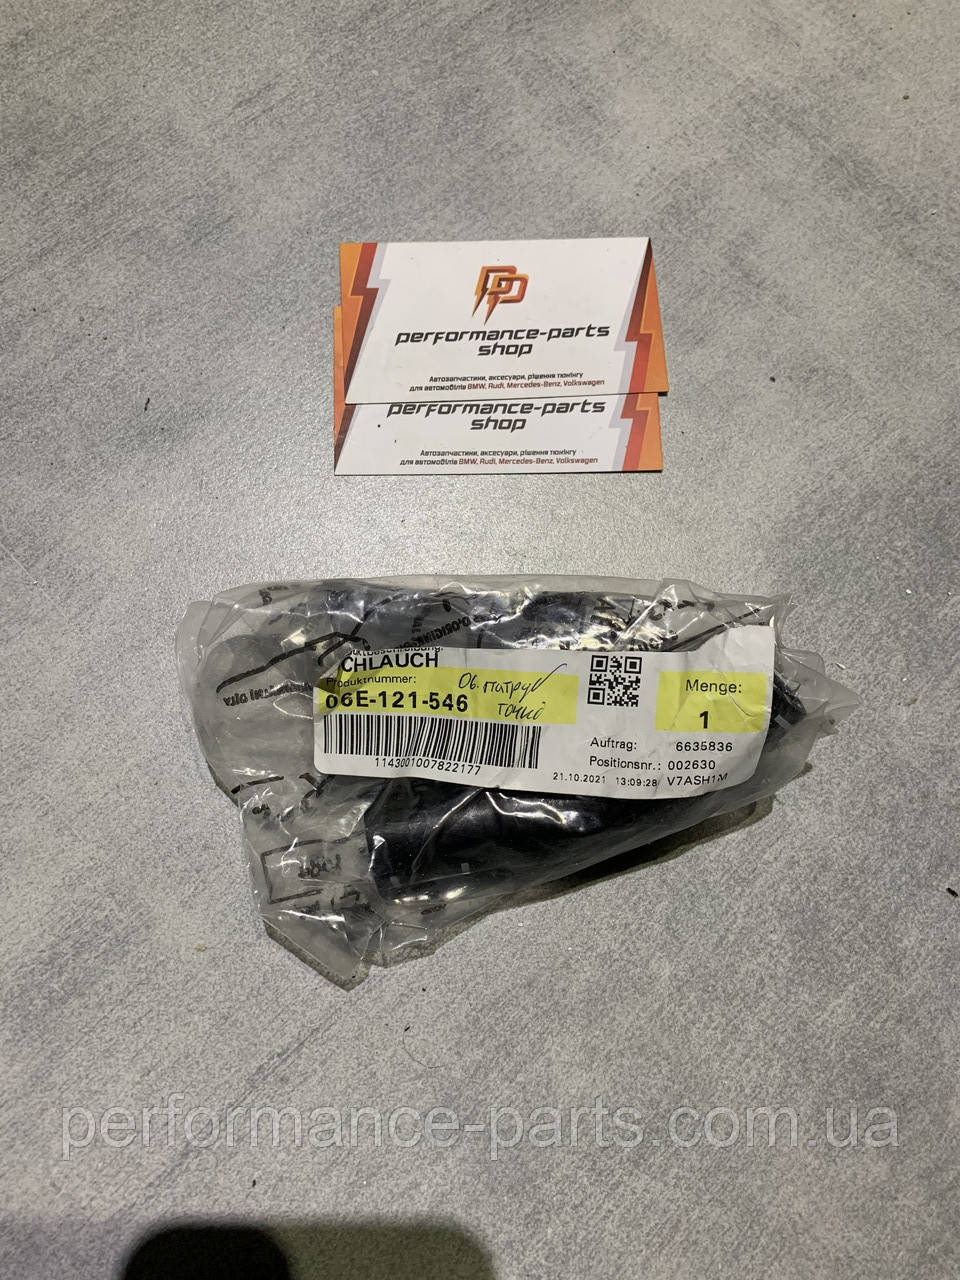 performance-parts
shop
Автозапчастини, аксесуари, рішення тюнінгу
для автомобілів BMW, Audi, Mercedes-Benz, Volkswagen
performance-parts
shop
Автозапчастини, аксесуари, рішення тюнінгу
для автомобілів BMW, Audi, Mercedes-Benz, Volkswagen
uktbeschreibung:
CHLAUCH
Produktnummer:
06E-121-546
1143001007822177
Menge:
1
Auftrag: 6635836
Positionsnr.: 002630
21.10.2021 13:09:28 V7ASH1M
performance-parts.com.ua